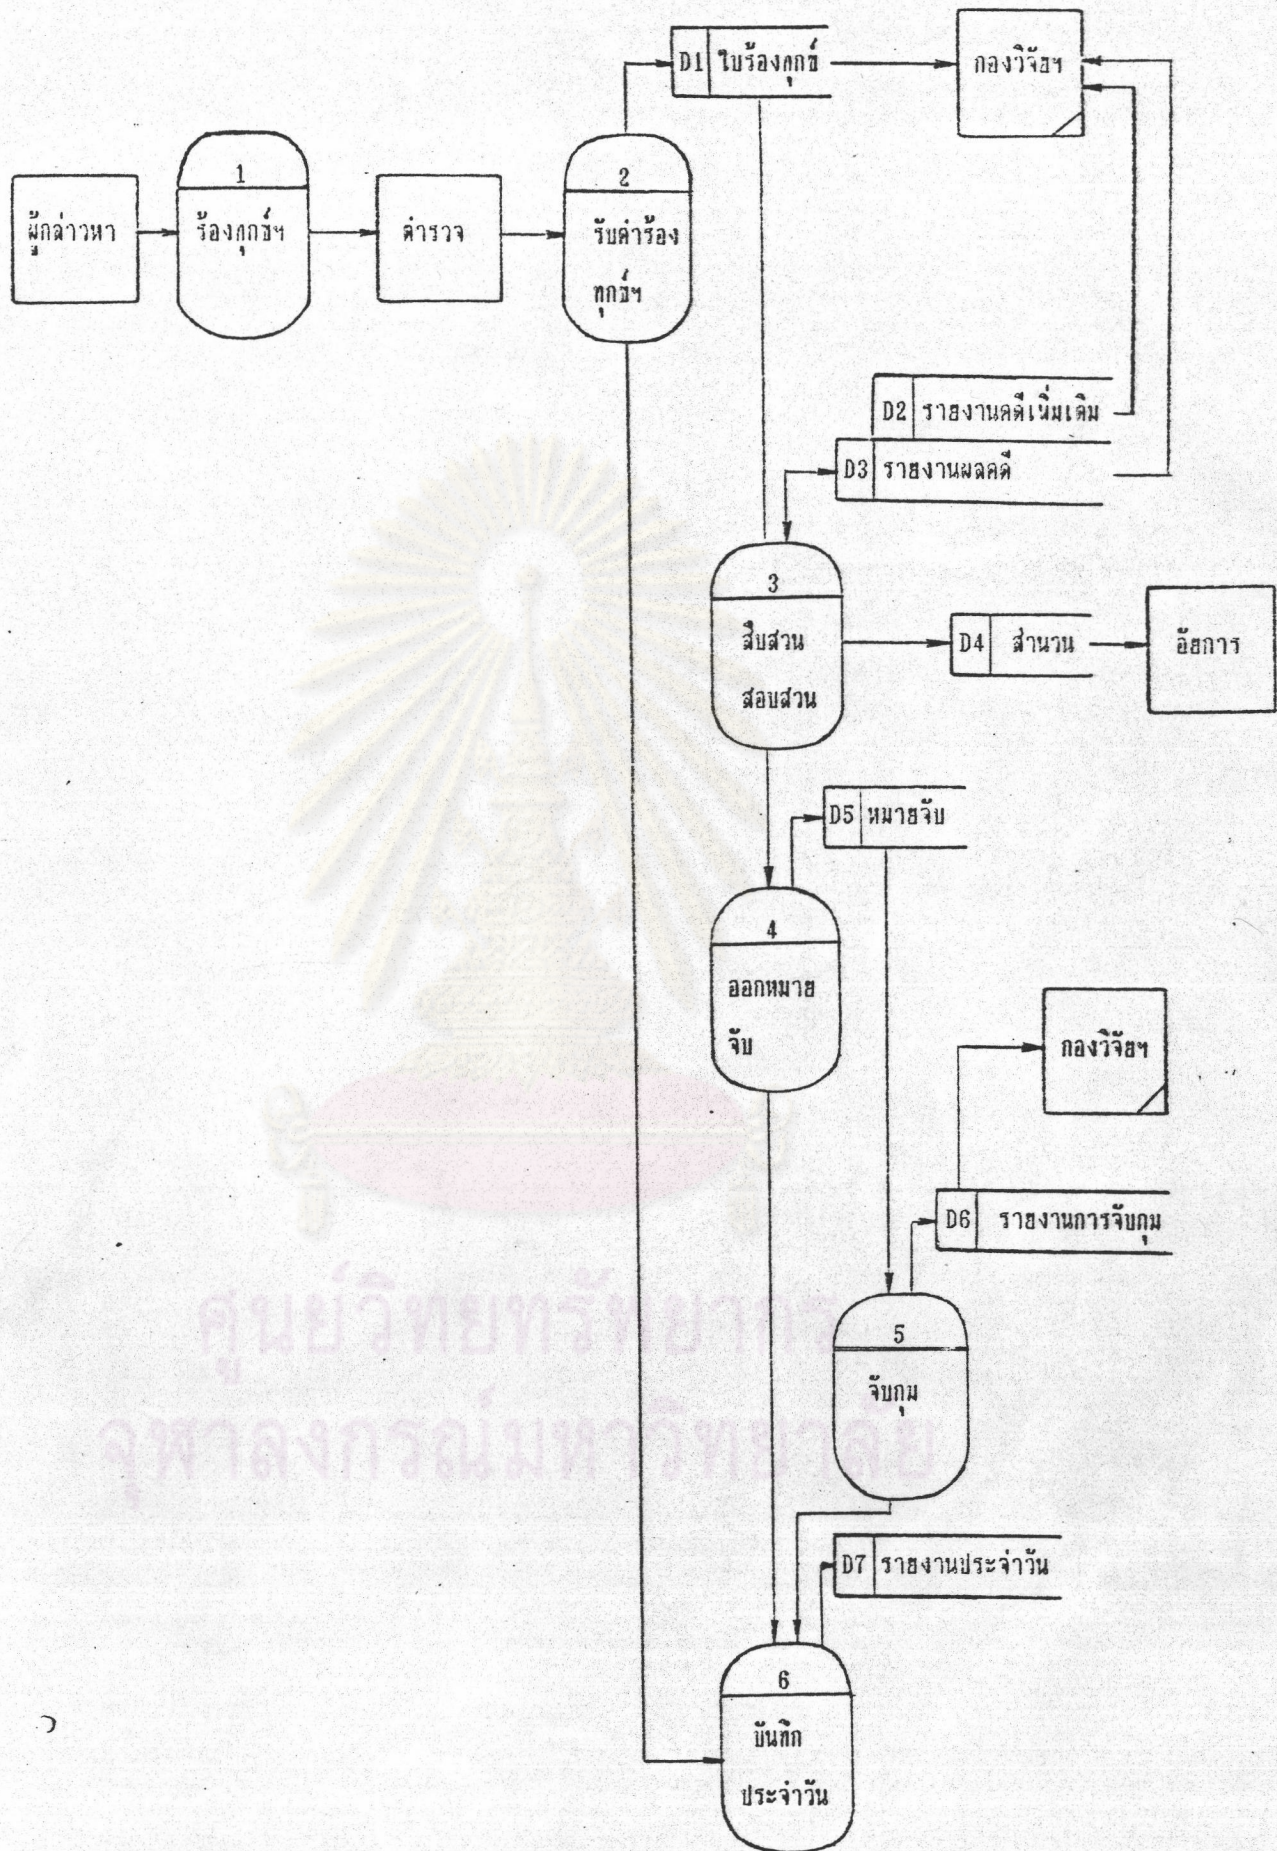 D1 ใบร้องทุกข์
กองวิจัยฯ
1
2
ผู้กล่าวหา
ร้องทุกข์ฯ
ตำรวจ
รับคำร้อง
ทุกข์ฯ
D2 รายงานคดีเพิ่มเติม
D3 รายงานผลคดี
3
สืบสวน
สอบสวน
D4 สำนวน
อัยการ
D5 หมายจับ
4
ออกหมาย
จับ
กองวิจัยฯ
D6 รายงานการจับกุม
5
จับกุม
D7 รายงานประจำวัน
6
บันทึก
ประจำวัน
ศูนย์วิทยทรัพยากร
จุฬาลงกรณ์มหาวิทยาลัย